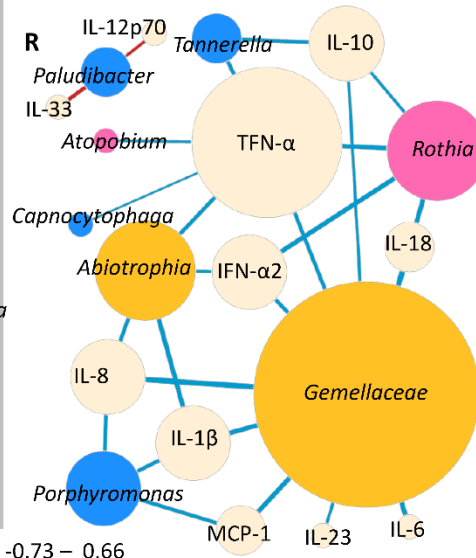 R
IL-12p70
Tannerella
IL-10
Paludibacter
IL-33
Atopobium
TFN-α
Rothia
Capnocytophaga
IL-18
Abiotrophia
IFN-α2
a
IL-8
Gemellaceae
IL-1β
Porphyromonas
MCP-1
IL-23
IL-6
-0.73 – 0.66